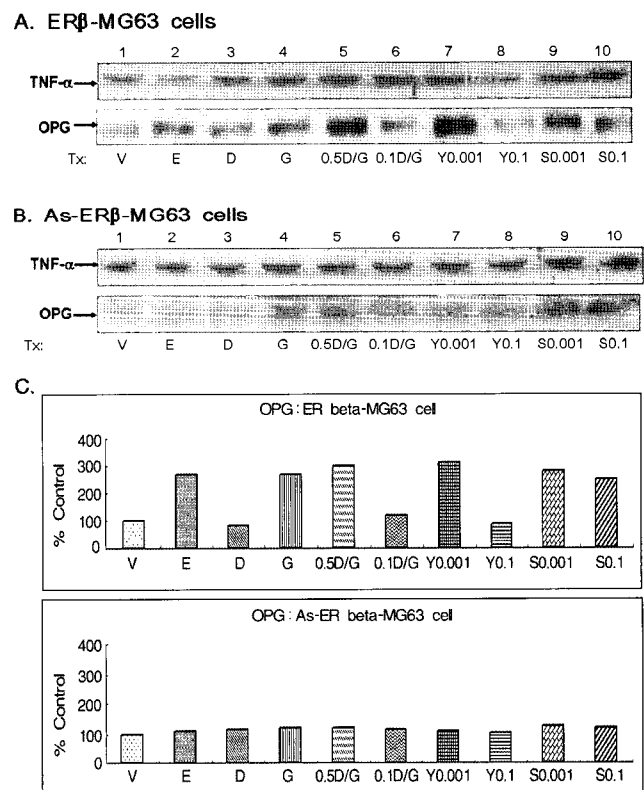 A. ERβ-MG63 cells
1 2 3 4 5 6 7 8 9 10
TNF-α
OPG
Tx: V E D G 0.5D/G 0.1D/G Y0.001 Y0.1 S0.001 S0.1
B. As-ERβ-MG63 cells
1 2 3 4 5 6 7 8 9 10
TNF-α
OPG
Tx: V E D G 0.5D/G 0.1D/G Y0.001 Y0.1 S0.001 S0.1
C.
OPG:ER beta-MG63 cell
% Control
400
300
200
100
0
V E D G 0.5D/G 0.1D/G Y0.001 Y0.1 S0.001 S0.1
OPG:As-ER beta-MG63 cell
% Control
400
300
200
100
0
V E D G 0.5D/G 0.1D/G Y0.001 Y0.1 S0.001 S0.1